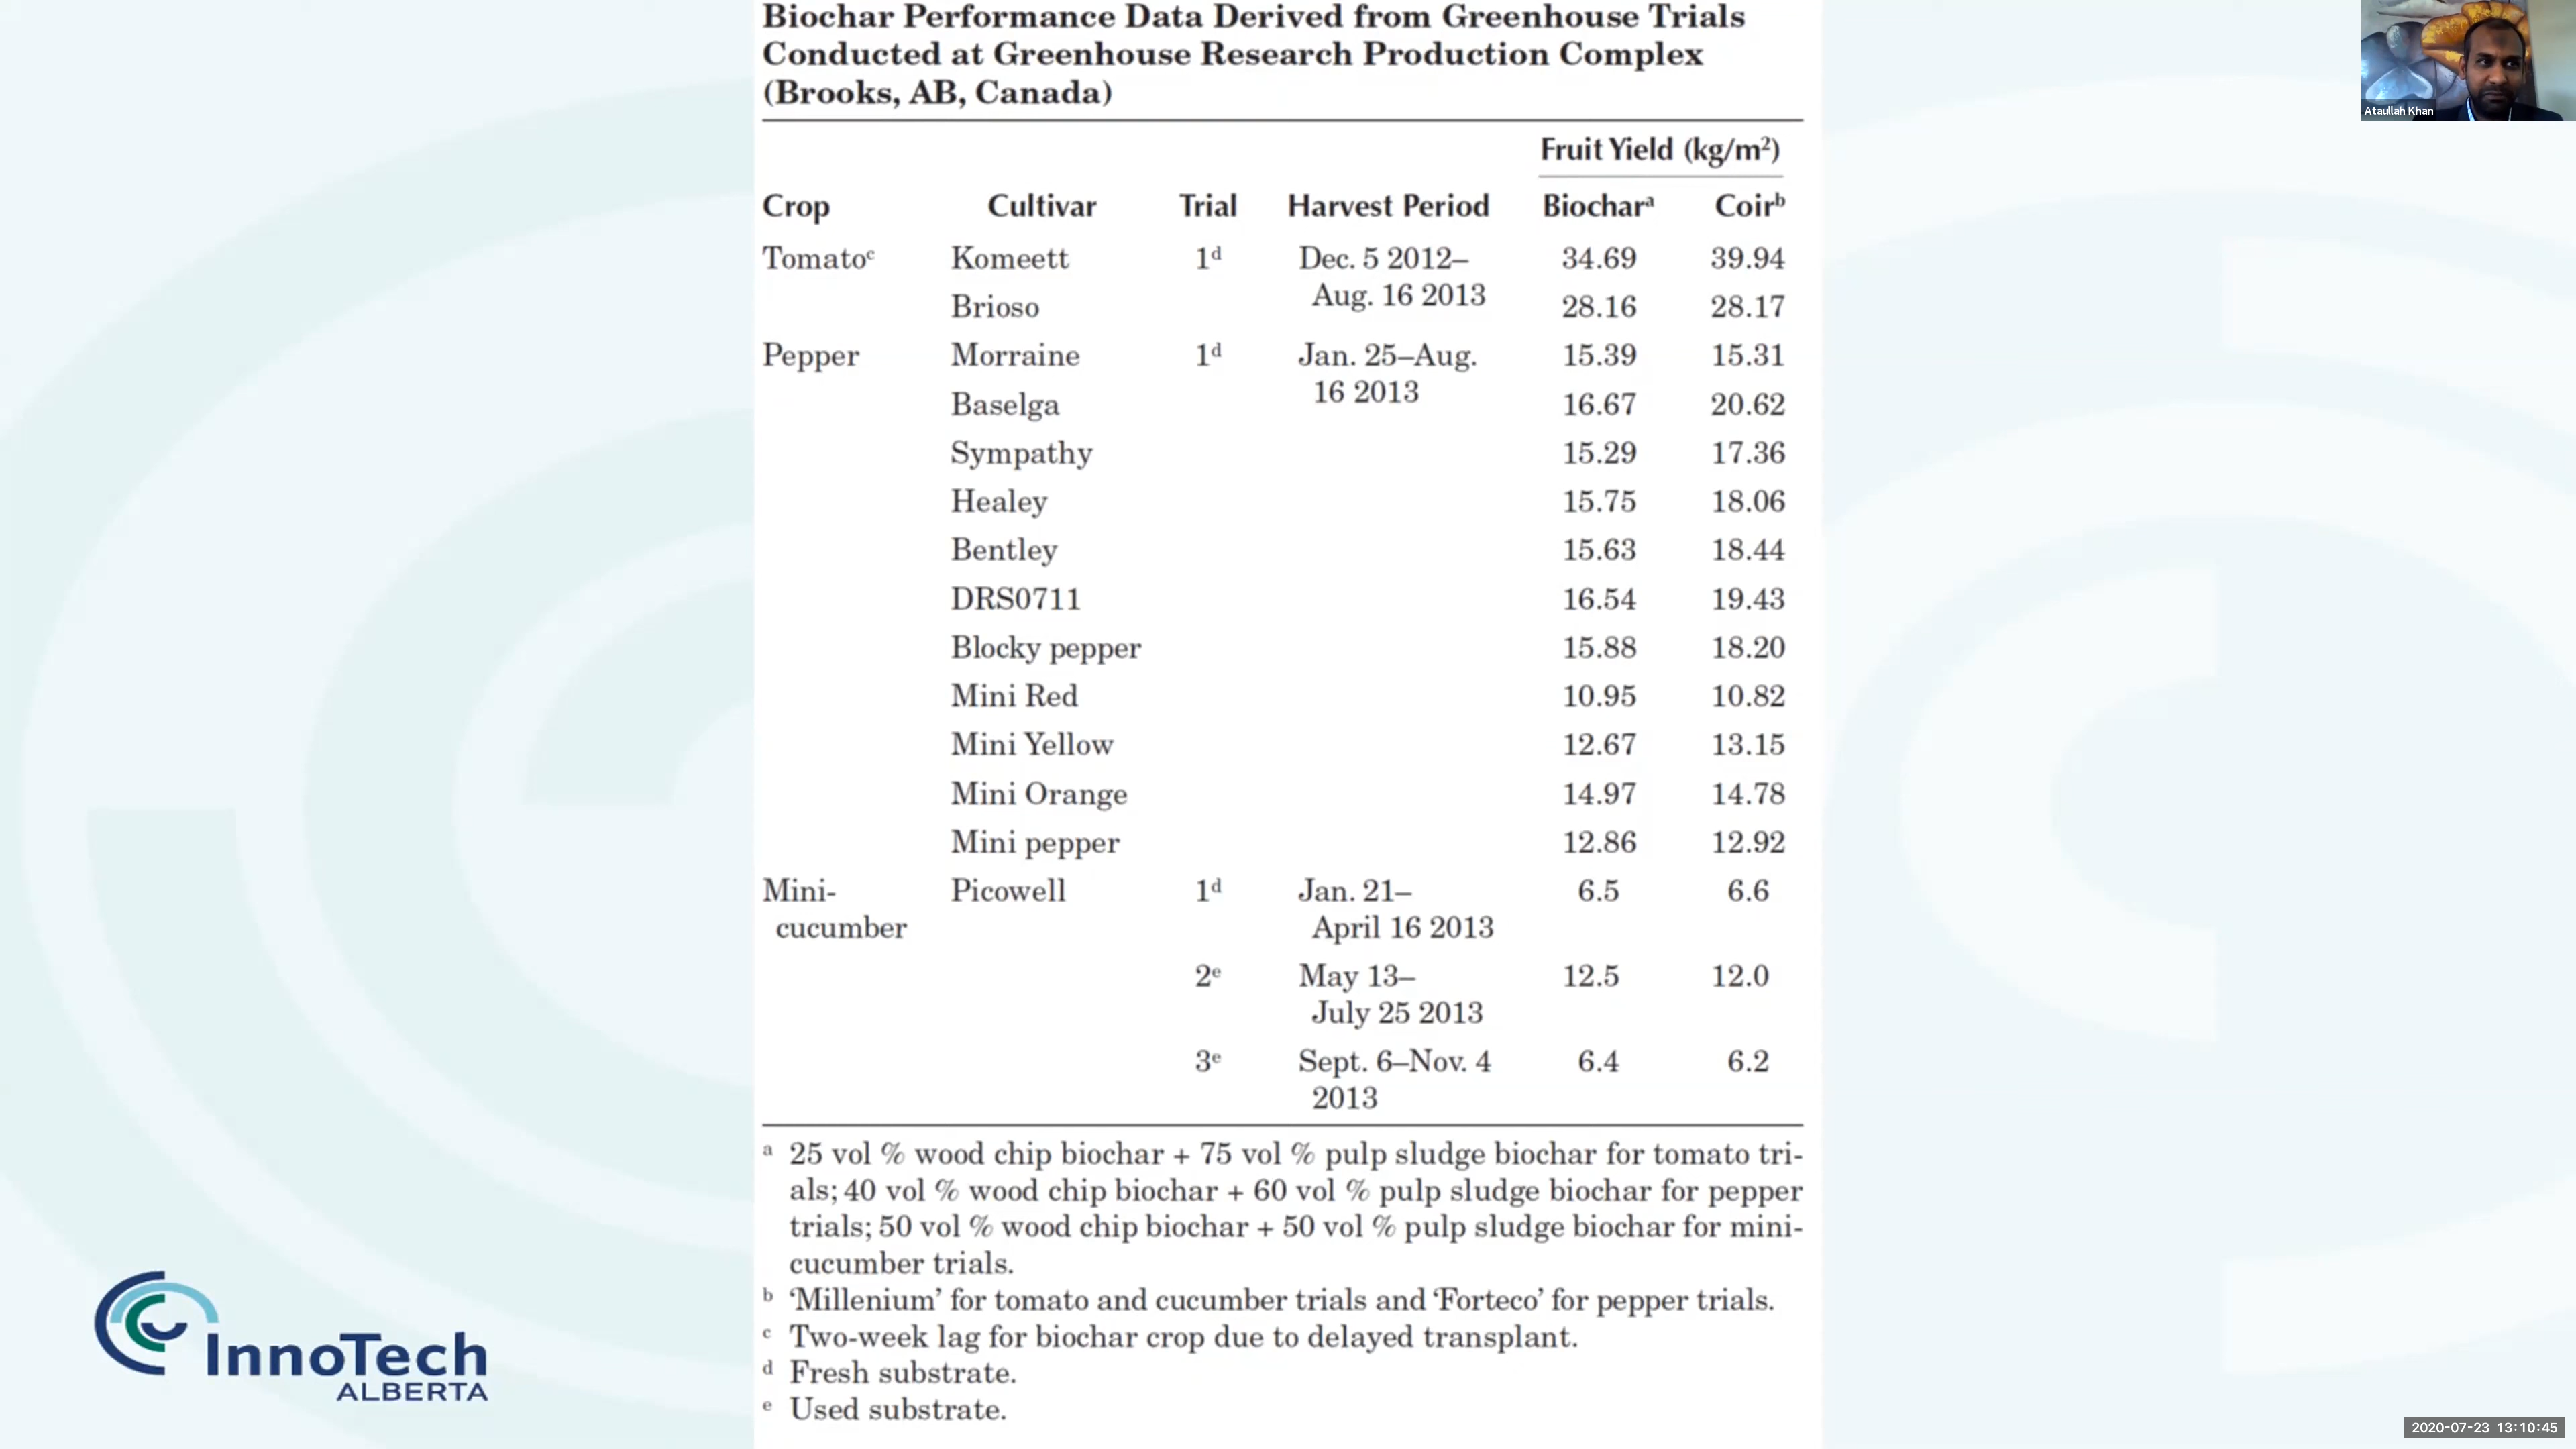 Biochar Performance Data Derived from Greenhouse Trials
Conducted at Greenhouse Research Production Complex
(Brooks, AB, Canada)
Fruit Yield (kg/m²)
Crop Cultivar Trial Harvest Period Biocharᵃ Coirᵇ
Tomatoᶜ Komeett 1ᵈ Dec. 5 2012– 34.69 39.94
Aug. 16 2013
Brioso 28.16 28.17
Pepper Morraine 1ᵈ Jan. 25–Aug. 15.39 15.31
16 2013
Baselga 16.67 20.62
Sympathy 15.29 17.36
Healey 15.75 18.06
Bentley 15.63 18.44
DRS0711 16.54 19.43
Blocky pepper 15.88 18.20
Mini Red 10.95 10.82
Mini Yellow 12.67 13.15
Mini Orange 14.97 14.78
Mini pepper 12.86 12.92
Mini- Picowell 1ᵈ Jan. 21– 6.5 6.6
cucumber April 16 2013
2ᵉ May 13– 12.5 12.0
July 25 2013
3ᵉ Sept. 6–Nov. 4 6.4 6.2
2013
ᵃ 25 vol % wood chip biochar + 75 vol % pulp sludge biochar for tomato tri-
als; 40 vol % wood chip biochar + 60 vol % pulp sludge biochar for pepper
trials; 50 vol % wood chip biochar + 50 vol % pulp sludge biochar for mini-
cucumber trials.
ᵇ ‘Millenium’ for tomato and cucumber trials and ‘Forteco’ for pepper trials.
ᶜ Two-week lag for biochar crop due to delayed transplant.
ᵈ Fresh substrate.
ᵉ Used substrate.
InnoTech
ALBERTA
Ataullah Khan
2020-07-23 13:10:45